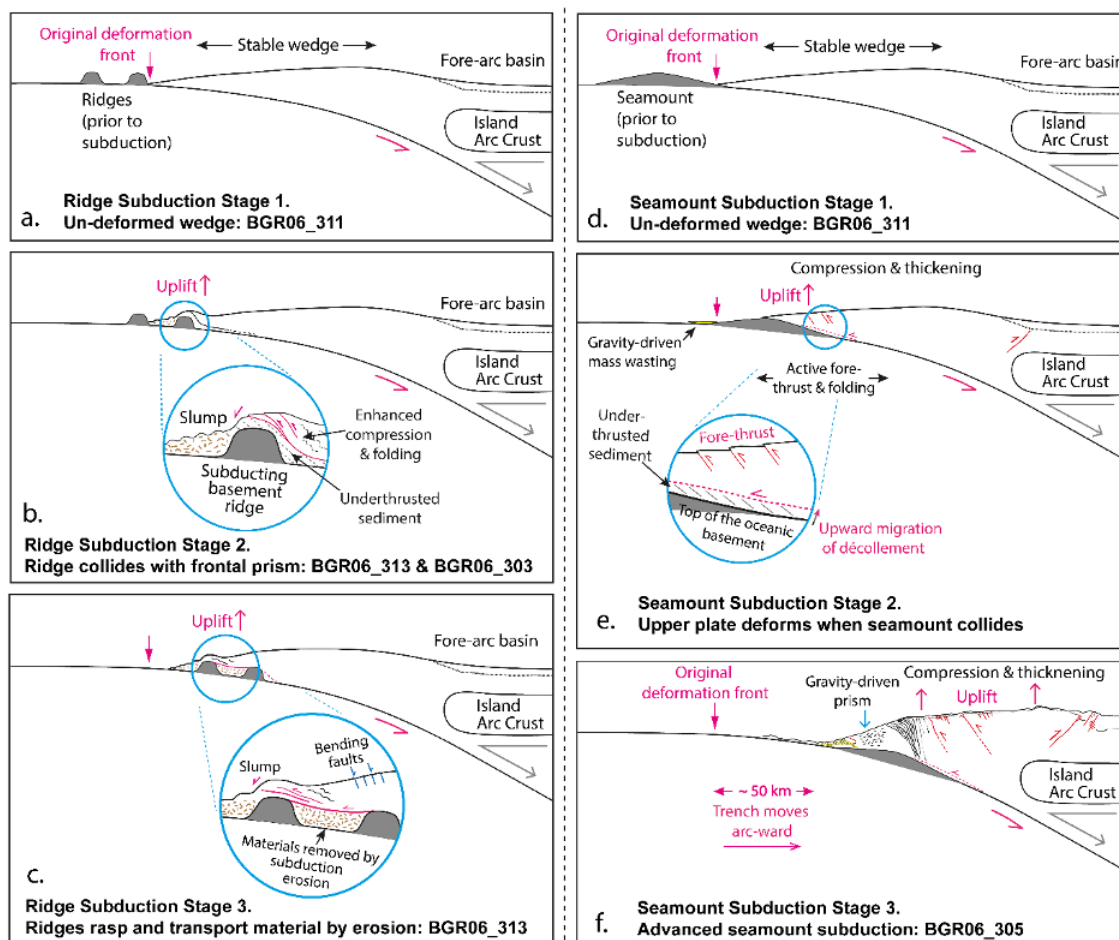 Original deformation
front
Stable wedge
Fore-arc basin
Ridges
(prior to
subduction)
Island
Arc Crust
a.
Ridge Subduction Stage 1.
Un-deformed wedge: BGR06_311
Uplift
Fore-arc basin
Island
Arc Crust
Slump
Enhanced
compression
& folding
Subducting
basement
ridge
Underthrusted
sediment
b.
Ridge Subduction Stage 2.
Ridge collides with frontal prism: BGR06_313 & BGR06_303
Uplift
Fore-arc basin
Island
Arc Crust
Bending
faults
Slump
Materials removed by
subduction
erosion
c.
Ridge Subduction Stage 3.
Ridges rasp and transport material by erosion: BGR06_313
Original deformation
front
Stable wedge
Fore-arc basin
Seamount
(prior to
subduction)
Island
Arc Crust
d.
Seamount Subduction Stage 1.
Un-deformed wedge: BGR06_311
Compression & thickening
Uplift
Fore-arc basin
Gravity-driven
mass wasting
Active fore-
thrust & folding
Island
Arc Crust
Under-
thrusted
sediment
Fore-thrust
Top of the oceanic
basement
Upward migration
of décollement
e.
Seamount Subduction Stage 2.
Upper plate deforms when seamount collides
Original
deformation front
Gravity-driven
prism
Compression & thicknening
Uplift
~ 50 km
Trench moves
arc-ward
Island
Arc Crust
f.
Seamount Subduction Stage 3.
Advanced seamount subduction: BGR06_305